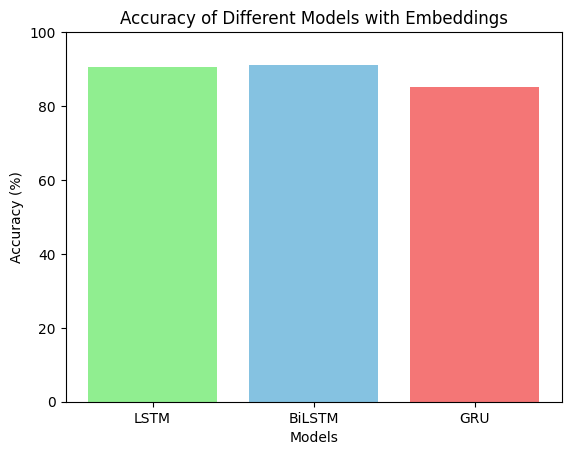 Accuracy of Different Models with Embeddings
Accuracy (%)
100
80
60
40
20
0
LSTM BiLSTM GRU
Models